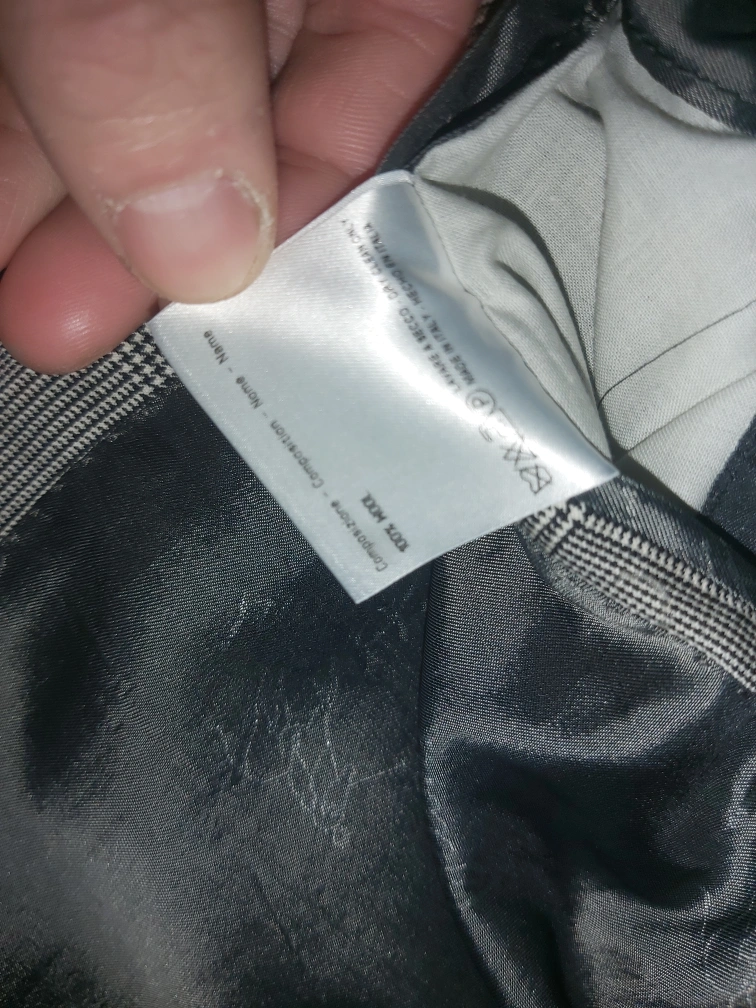 Composizione - Composition - Nome - Name
100% WOOL
P
LAVARE A SECCO DRY CLEAN ONLY
MADE IN ITALY HECHO EN ITALIA